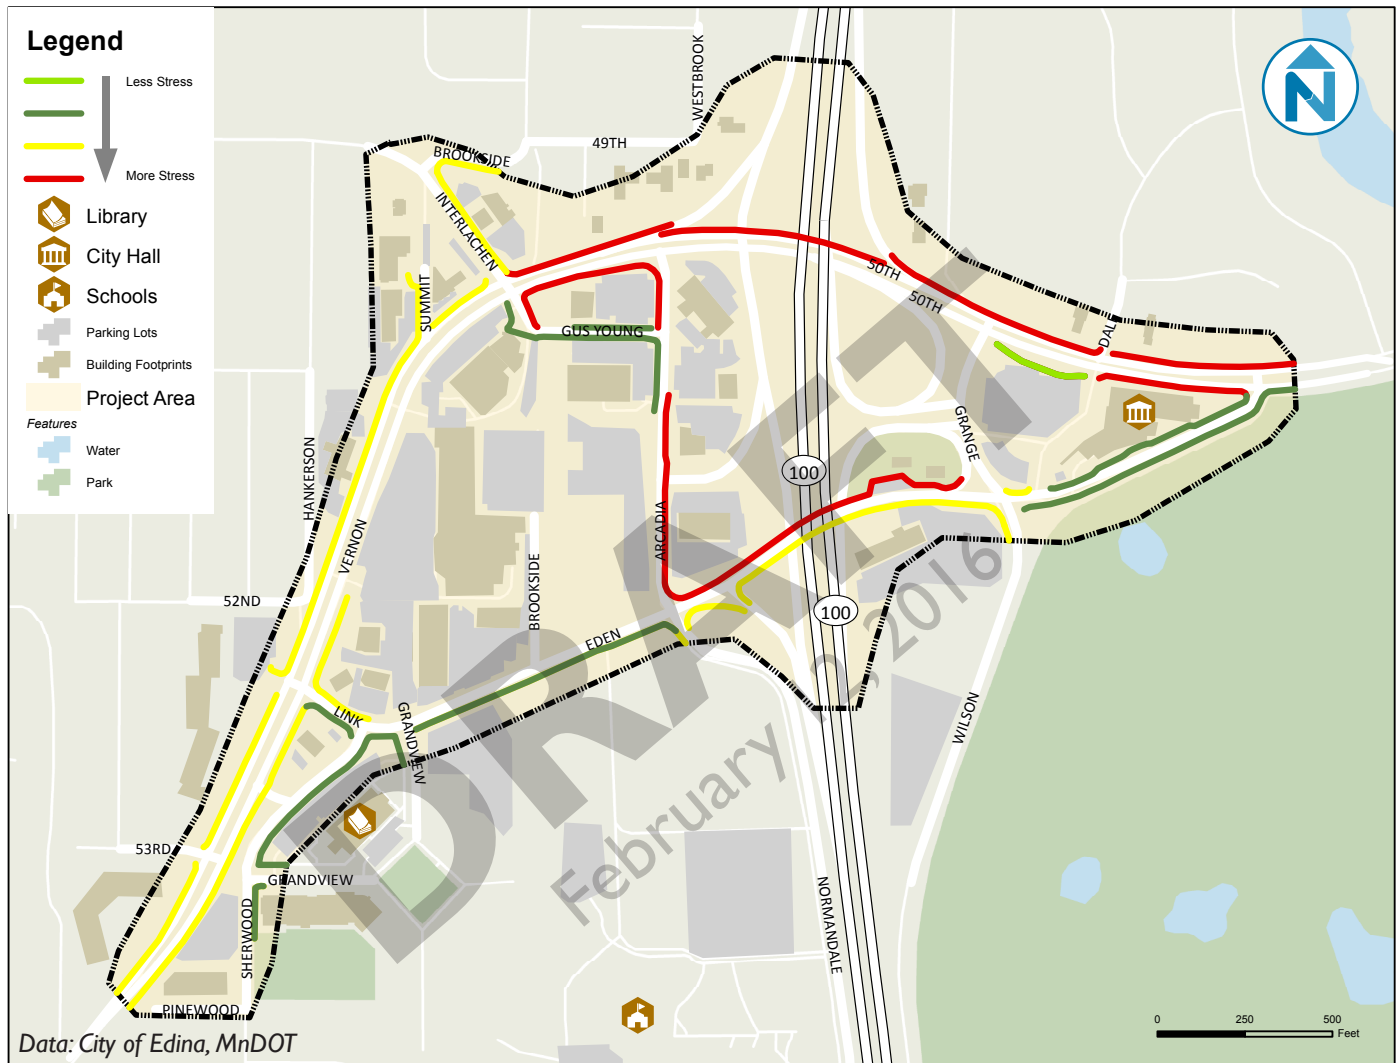 Legend
Less Stress
More Stress
Library
City Hall
Schools
Parking Lots
Building Footprints
Project Area
Features
Water
Park
N
WESTBROOK
49TH
BROOKSIDE
INTERLACHEN
SUMMIT
50TH
50TH
DAL
GUS YOUNG
GRANGE
HANKERSON
VERNON
100
ARCADIA
BROOKSIDE
52ND
100
EDEN
LINK
GRANDVIEW
WILSON
53RD
GRANDVIEW
SHERWOOD
NORMANDALE
PINEWOOD
DRAFT
February 2, 2016
0 250 500
Feet
Data: City of Edina, MnDOT